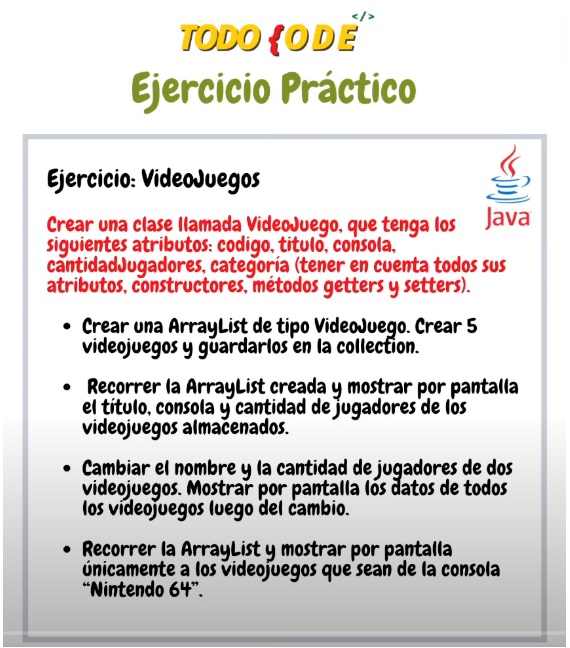 </>
TODO {ODE
Ejercicio Práctico
Ejercicio: VideoJuegos
Java
Crear una clase llamada VideoJuego, que tenga los
siguientes atributos: codigo, titulo, consola,
cantidadJugadores, categoría (tener en cuenta todos sus
atributos, constructores, métodos getters y setters).
• Crear una ArrayList de tipo VideoJuego. Crear 5
videojuegos y guardarlos en la collection.
• Recorrer la ArrayList creada y mostrar por pantalla
el título, consola y cantidad de jugadores de los
videojuegos almacenados.
• Cambiar el nombre y la cantidad de jugadores de dos
videojuegos. Mostrar por pantalla los datos de todos
los videojuegos luego del cambio.
• Recorrer la ArrayList y mostrar por pantalla
únicamente a los videojuegos que sean de la consola
“Nintendo 64”.